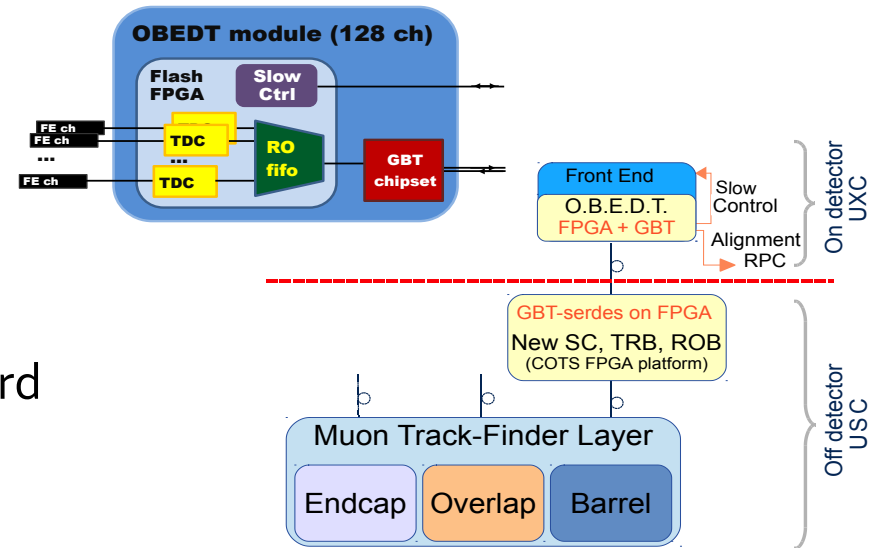 OBEDT module (128 ch)
Flash
FPGA
Slow
Ctrl
FE ch
FE ch
...
FE ch
TDC
...
TDC
RO
fifo
GBT
chipset
Front End
O.B.E.D.T.
FPGA + GBT
Slow
Control
Alignment
RPC
On detector
UXC
GBT-serdes on FPGA
New SC, TRB, ROB
(COTS FPGA platform)
rd
Muon Track-Finder Layer
Endcap
Overlap
Barrel
Off detector
USC